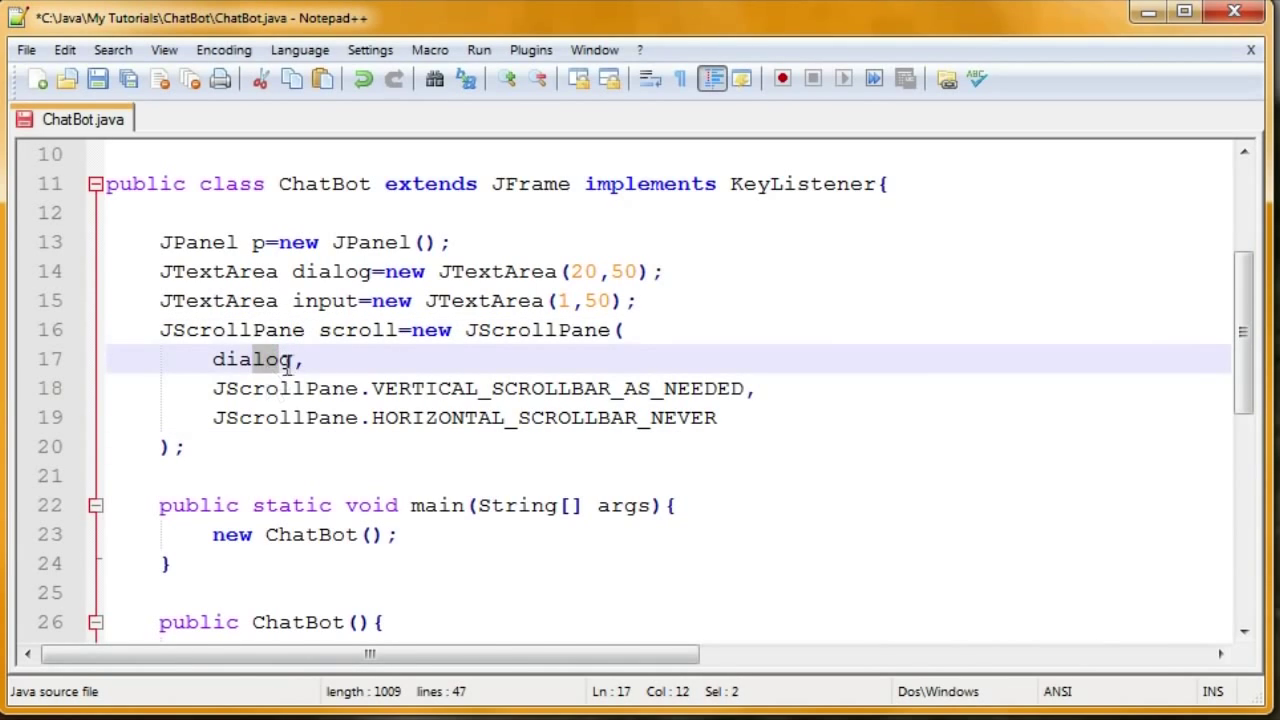 *C:\Java\My Tutorials\ChatBot\ChatBot.java - Notepad++
File Edit Search View Encoding Language Settings Macro Run Plugins Window ? X
ABC
ChatBot.java
10
11 public class ChatBot extends JFrame implements KeyListener{
12
13 JPanel p=new JPanel();
14 JTextArea dialog=new JTextArea(20,50);
15 JTextArea input=new JTextArea(1,50);
16 JScrollPane scroll=new JScrollPane(
17 dialog,
18 JScrollPane.VERTICAL_SCROLLBAR_AS_NEEDED,
19 JScrollPane.HORIZONTAL_SCROLLBAR_NEVER
20 );
21
22 public static void main(String[] args){
23 new ChatBot();
24 }
25
26 public ChatBot(){
Java source file length : 1009 lines : 47 Ln : 17 Col : 12 Sel : 2 Dos\Windows ANSI INS